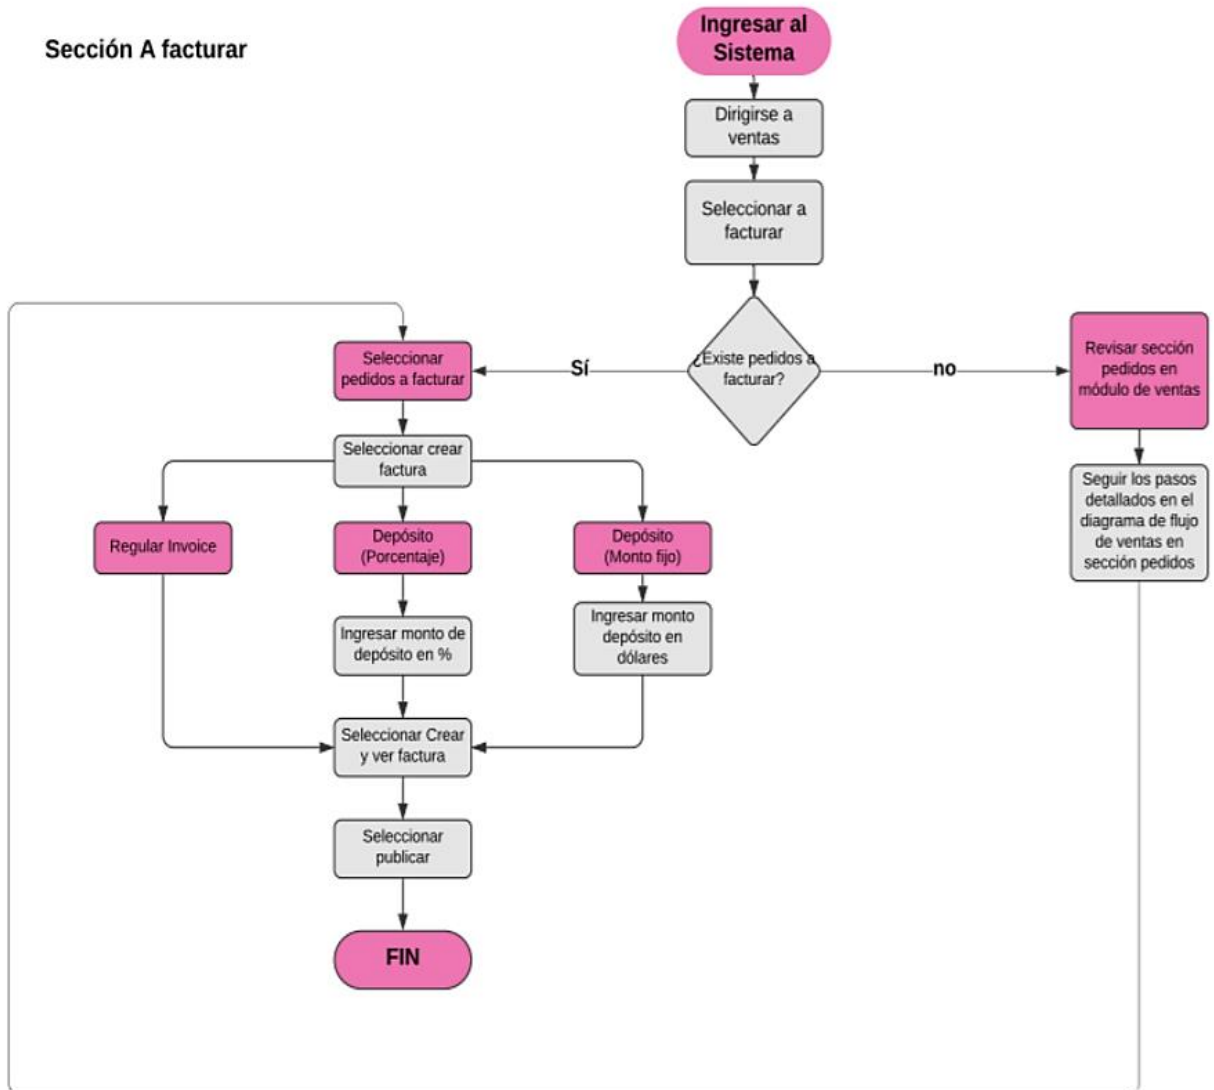 Sección A facturar
Ingresar al
Sistema
Dirigirse a
ventas
Seleccionar a
facturar
¿Existe pedidos a
facturar?
Sí
no
Seleccionar
pedidos a facturar
Revisar sección
pedidos en
módulo de ventas
Seleccionar crear
factura
Seguir los pasos
detallados en el
diagrama de flujo
de ventas en
sección pedidos
Regular Invoice
Depósito
(Porcentaje)
Depósito
(Monto fijo)
Ingresar monto de
depósito en %
Ingresar monto
depósito en
dólares
Seleccionar Crear
y ver factura
Seleccionar
publicar
FIN